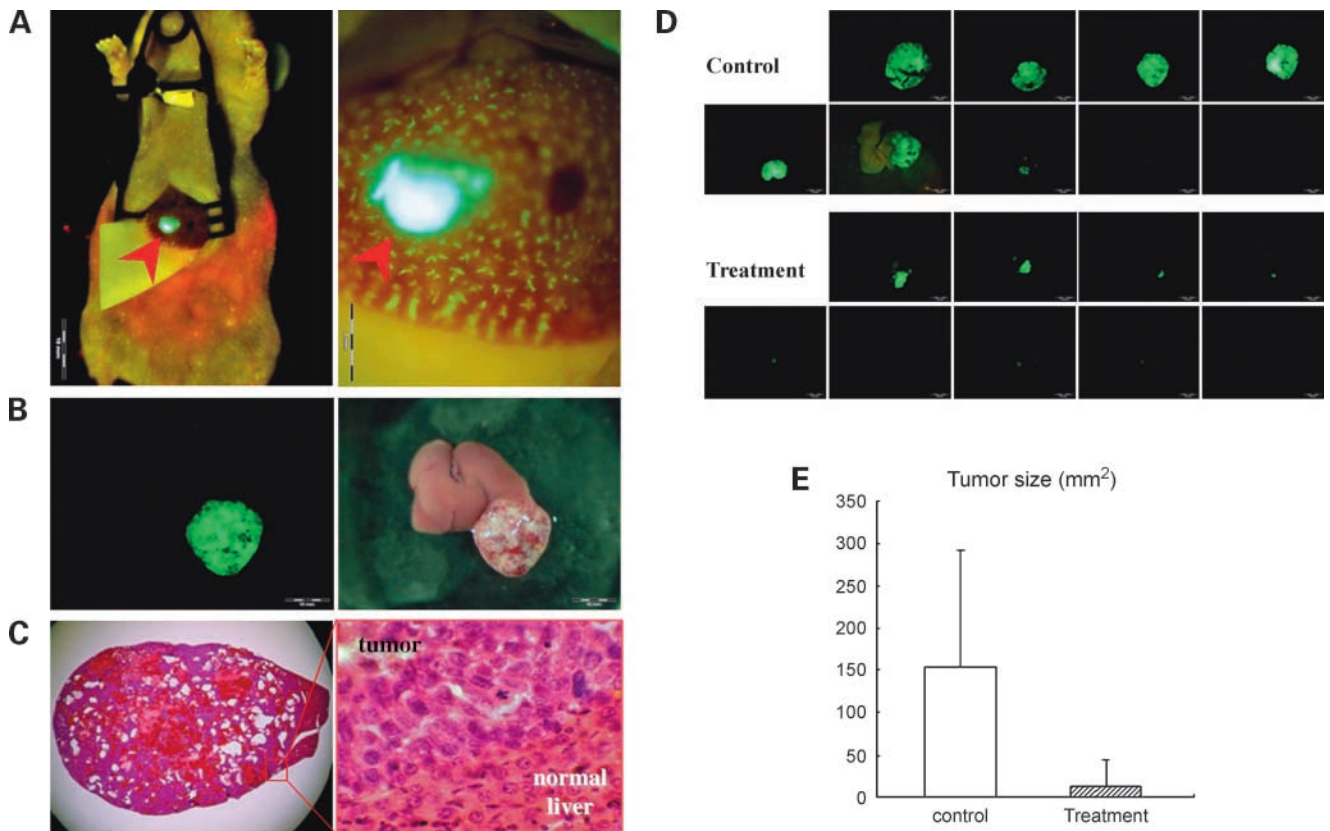 A
B
C
tumor
normal
liver
D
Control
Treatment
E
Tumor size (mm²)
350
300
250
200
150
100
50
0
control
Treatment